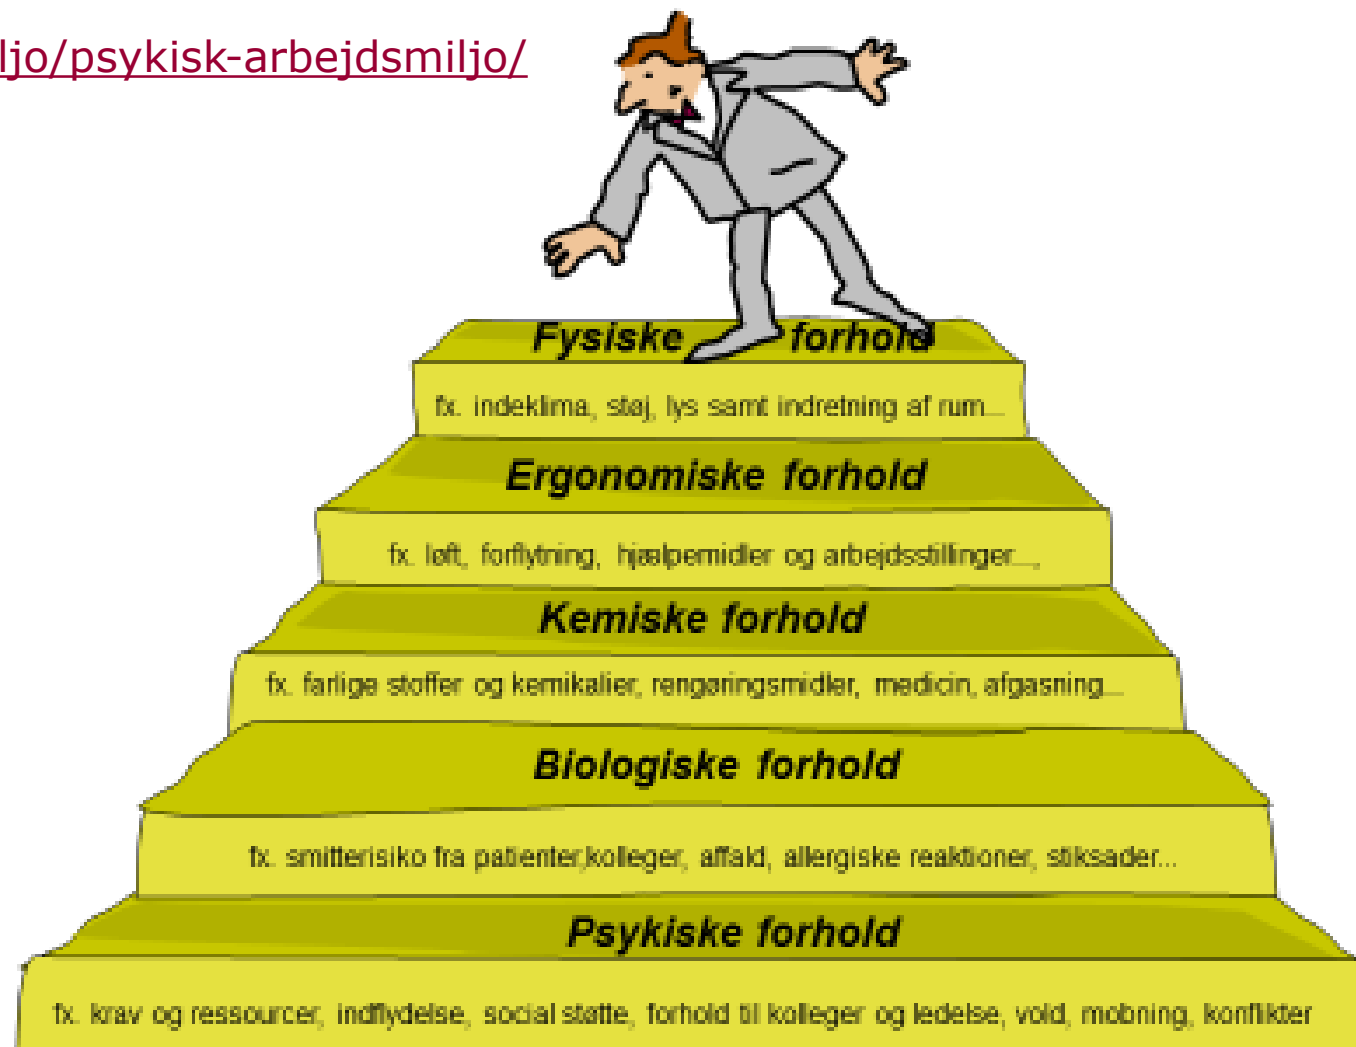 ljo/psykisk-arbejdsmiljo/
Fysiske forhold
fx. indeklima, støj, lys samt indretning af rum...
Ergonomiske forhold
fx. løft, forflytning, hjælpemidler og arbejdsstillinger...,
Kemiske forhold
fx. farlige stoffer og kemikalier, rengøringsmidler, medicin, afgasning...
Biologiske forhold
fx. smitterisiko fra patienter,kolleger, affald, allergiske reaktioner, stiksader...
Psykiske forhold
fx. krav og ressourcer, indflydelse, social støtte, forhold til kolleger og ledelse, vold, mobning, konflikter